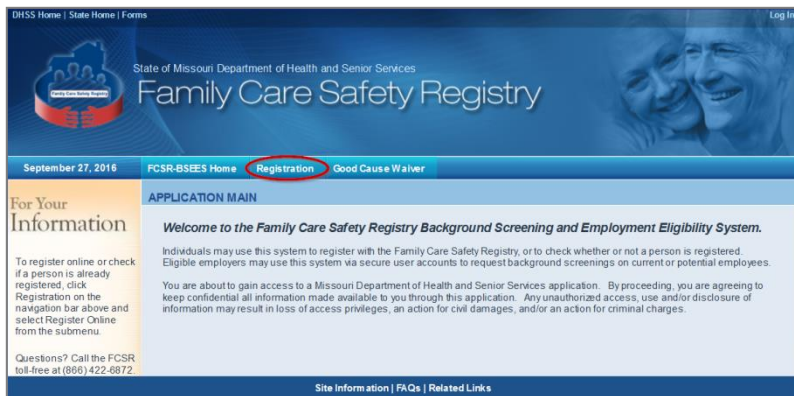 DHSS Home | State Home | Forms
Log In
Family Care Safety Registry
State of Missouri Department of Health and Senior Services
Family Care Safety Registry
September 27, 2016
FCSR-BSEES Home
Registration
Good Cause Waiver
For Your
Information
To register online or check
if a person is already
registered, click
Registration on the
navigation bar above and
select Register Online
from the submenu.
Questions? Call the FCSR
toll-free at (866) 422-6872.
APPLICATION MAIN
Welcome to the Family Care Safety Registry Background Screening and Employment Eligibility System.
Individuals may use this system to register with the Family Care Safety Registry, or to check whether or not a person is registered.
Eligible employers may use this system via secure user accounts to request background screenings on current or potential employees.
You are about to gain access to a Missouri Department of Health and Senior Services application. By proceeding, you are agreeing to
keep confidential all information made available to you through this application. Any unauthorized access, use and/or disclosure of
information may result in loss of access privileges, an action for civil damages, and/or an action for criminal charges.
Site Information | FAQs | Related Links